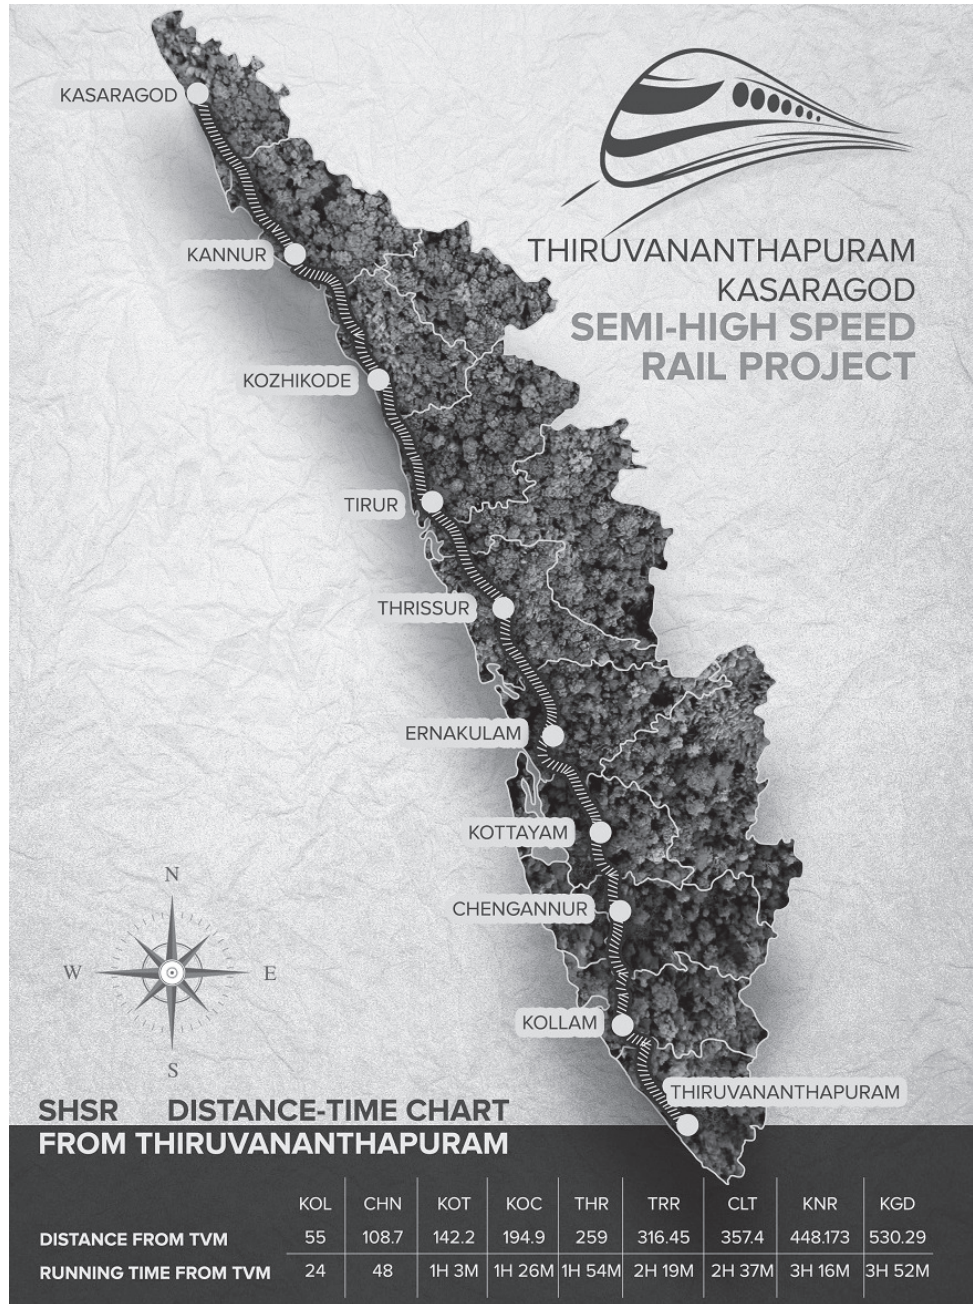 KASARAGOD
THIRUVANANTHAPURAM
KASARAGOD
SEMI-HIGH SPEED
RAIL PROJECT
KANNUR
KOZHIKODE
TIRUR
THRISSUR
ERNAKULAM
KOTTAYAM
CHENGANNUR
KOLLAM
THIRUVANANTHAPURAM
N
W E
S
SHSR DISTANCE-TIME CHART
FROM THIRUVANANTHAPURAM
KOL CHN KOT KOC THR TRR CLT KNR KGD
DISTANCE FROM TVM 55 108.7 142.2 194.9 259 316.45 357.4 448.173 530.29
RUNNING TIME FROM TVM 24 48 1H 3M 1H 26M 1H 54M 2H 19M 2H 37M 3H 16M 3H 52M